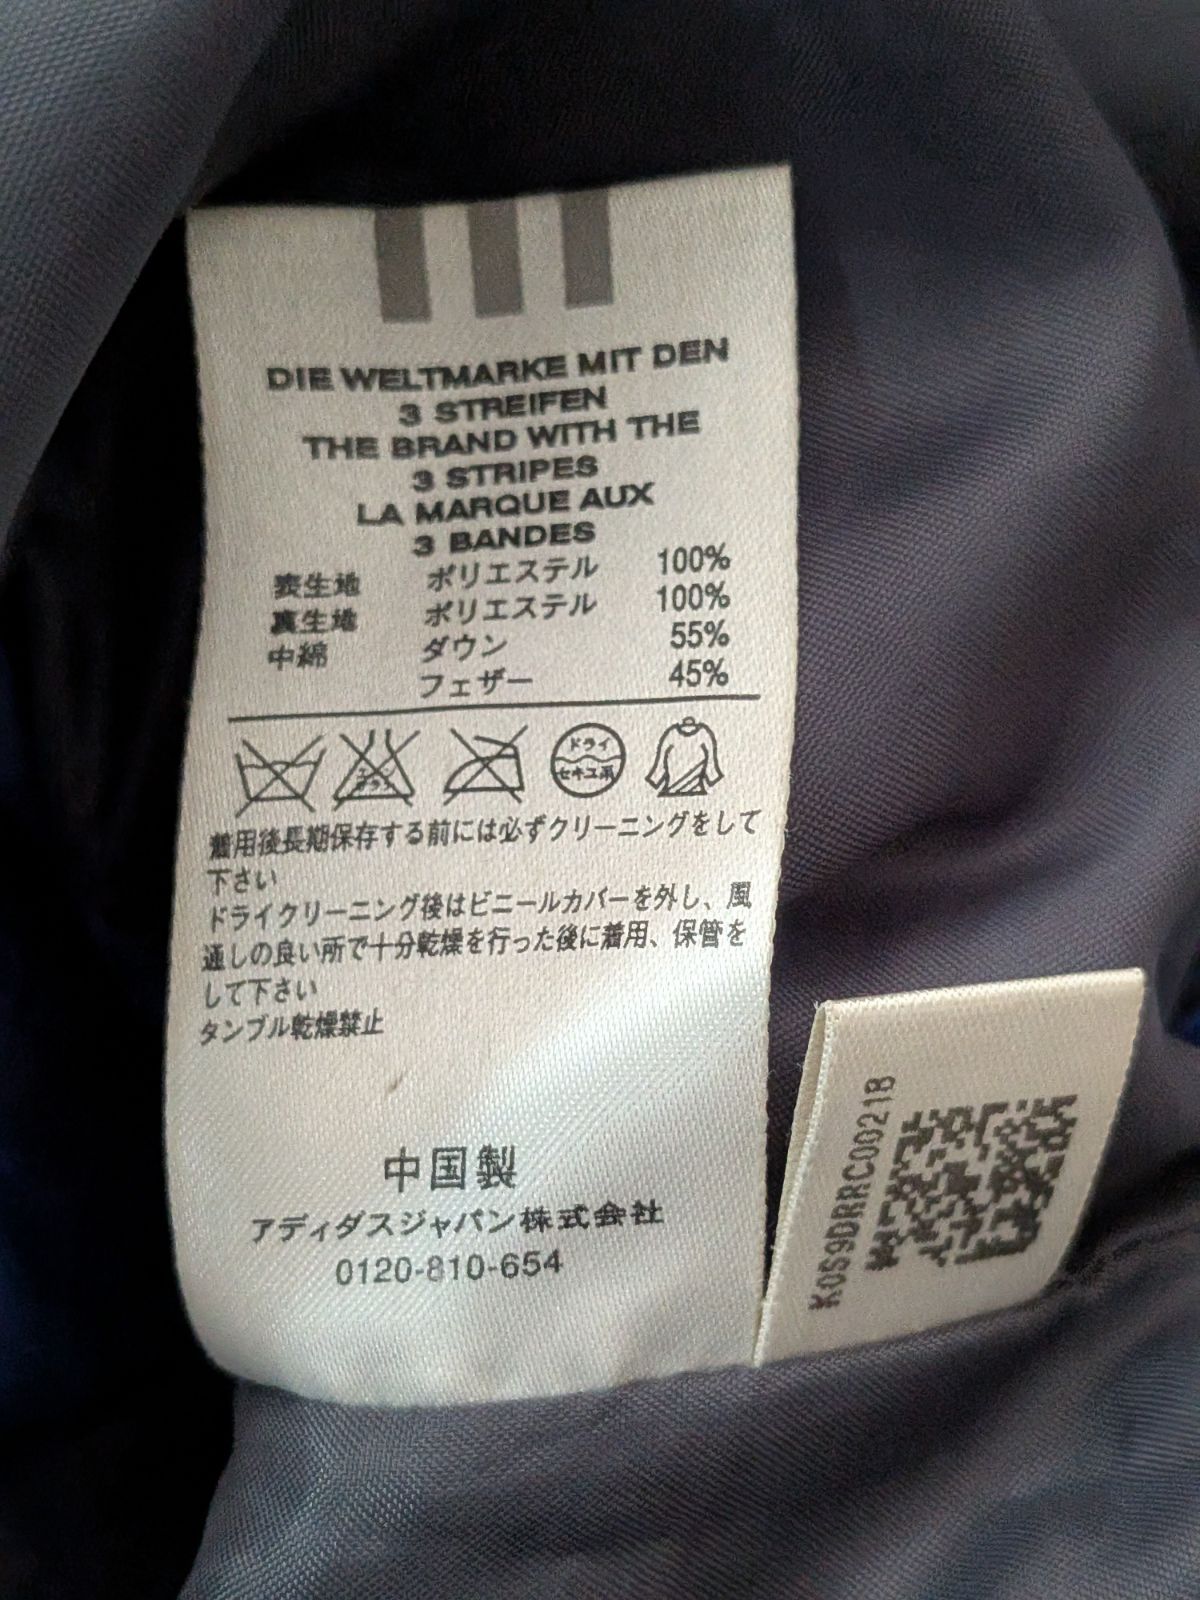 DIE WELTMARKE MIT DEN
3 STREIFEN
THE BRAND WITH THE
3 STRIPES
LA MARQUE AUX
3 BANDES
表生地 ポリエステル 100%
裏生地 ポリエステル 100%
中綿 ダウン 55%
フェザー 45%
エンソ サラシ
ドライ
セキユ系
着用後長期保存する前には必ずクリーニングをして
下さい
ドライクリーニング後はビニールカバーを外し、風
通しの良い所で十分乾燥を行った後に着用、保管を
して下さい
タンブル乾燥禁止
中国製
アディダスジャパン株式会社
0120-810-654
K0S9DRRC0021B